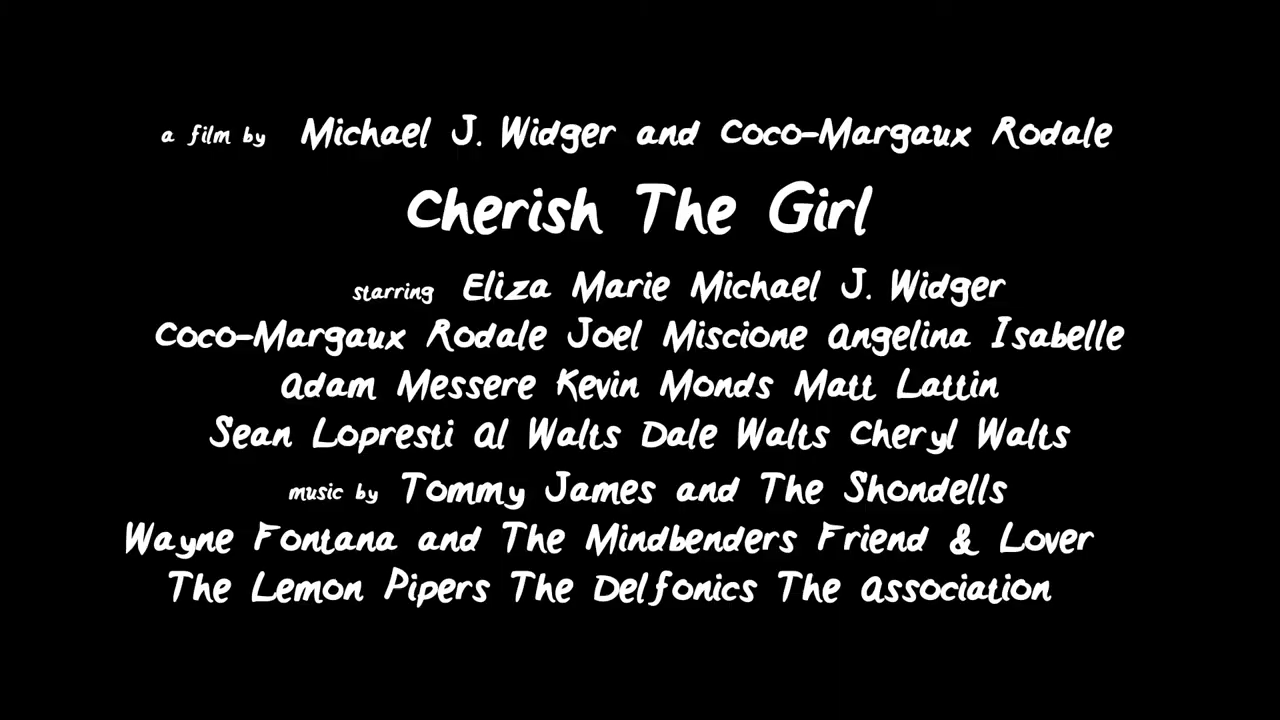 a film by Michael J. Widger and Coco-Margaux Rodale
Cherish The Girl
starring Eliza Marie Michael J. Widger
Coco-Margaux Rodale Joel Miscione Angelina Isabelle
Adam Messere Kevin Monds Matt Lattin
Sean Lopresti Al Walts Dale Walts Cheryl Walts
music by Tommy James and The Shondells
Wayne Fontana and The Mindbenders Friend & Lover
The Lemon Pipers The Delfonics The Association